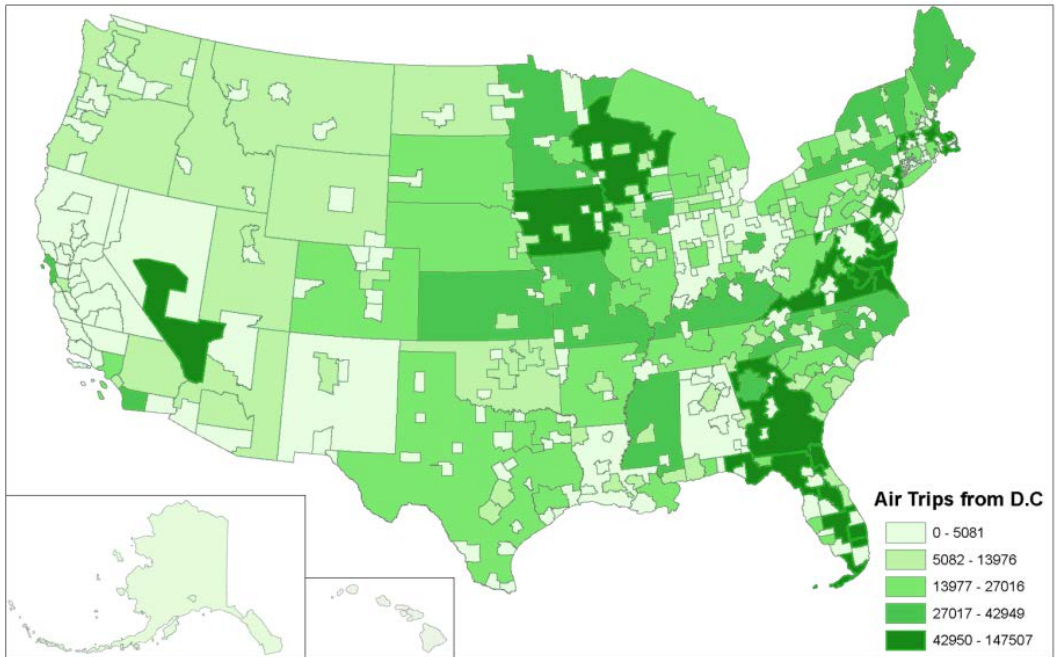 Air Trips from D.C
0 - 5081
5082 - 13976
13977 - 27016
27017 - 42949
42950 - 147507